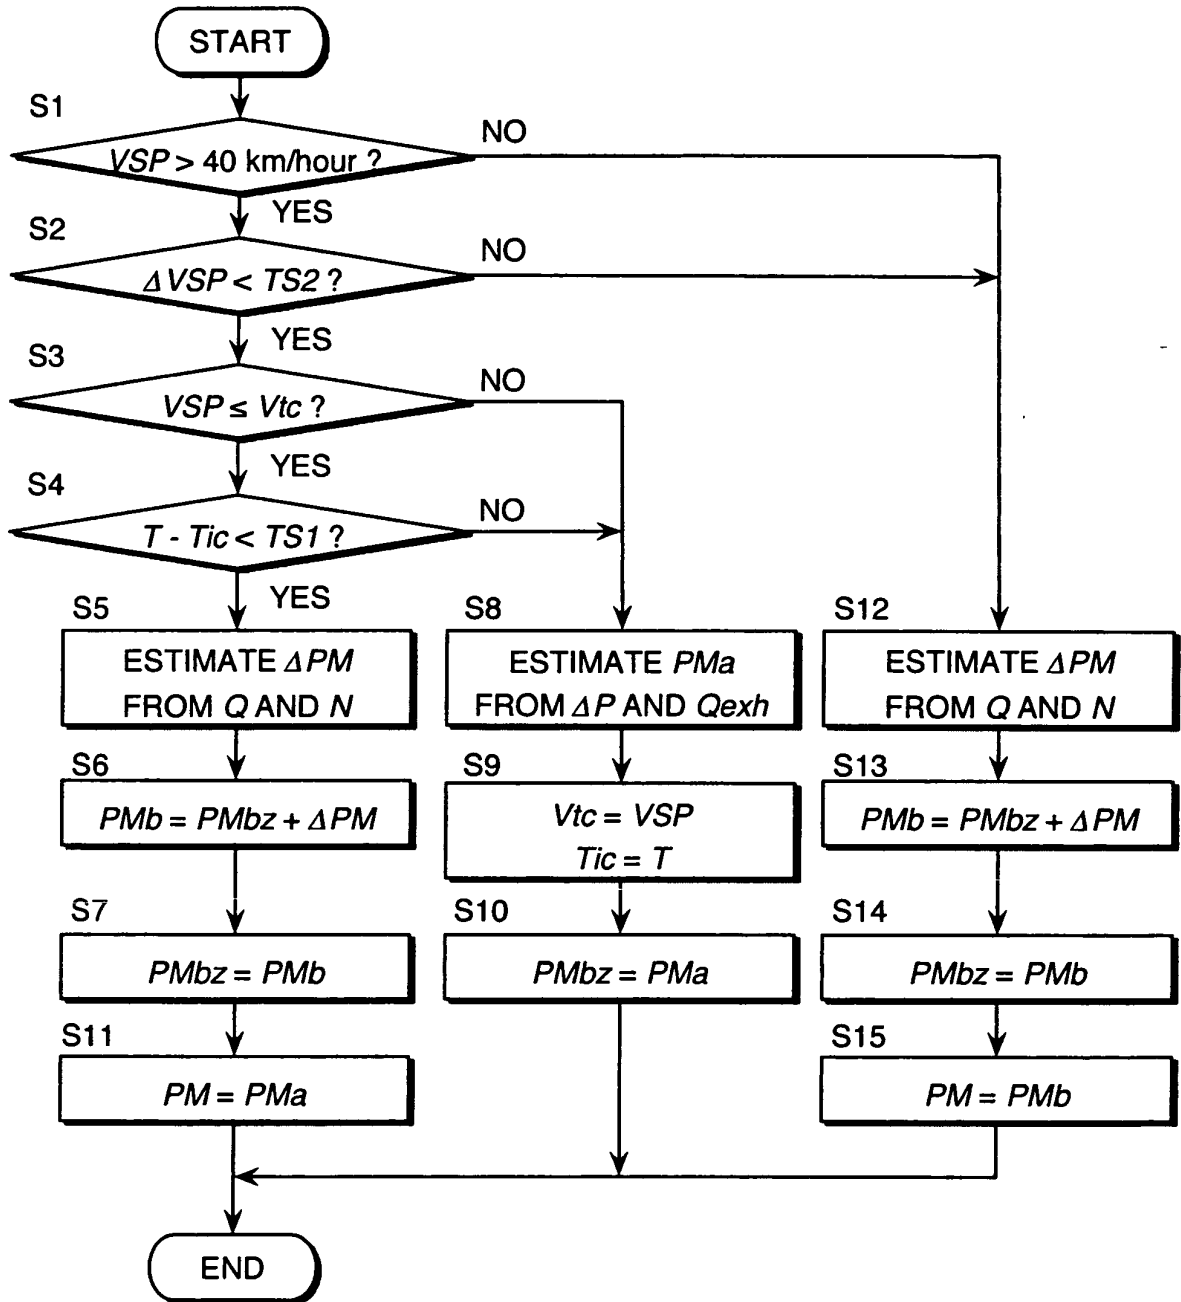 START
S1
VSP > 40 km/hour ?
NO
YES
S2
ΔVSP < TS2 ?
NO
YES
S3
VSP ≤ Vtc ?
NO
YES
S4
T - Tic < TS1 ?
NO
YES
S5
ESTIMATE ΔPM
FROM Q AND N
S6
PMb = PMbz + ΔPM
S7
PMbz = PMb
S11
PM = PMa
S8
ESTIMATE PMa
FROM ΔP AND Qexh
S9
Vtc = VSP
Tic = T
S10
PMbz = PMa
S12
ESTIMATE ΔPM
FROM Q AND N
S13
PMb = PMbz + ΔPM
S14
PMbz = PMb
S15
PM = PMb
END